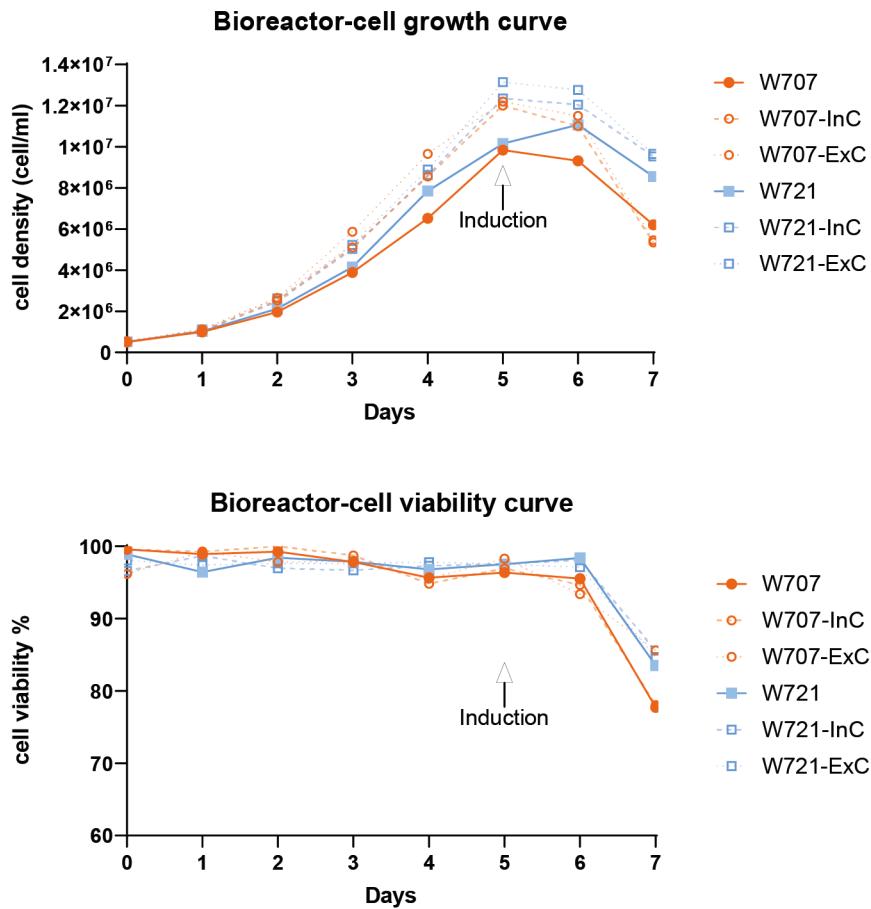 Bioreactor-cell growth curve
cell density (cell/ml)
1.4×10⁷
1.2×10⁷
1×10⁷
8×10⁶
6×10⁶
4×10⁶
2×10⁶
0
0 1 2 3 4 5 6 7
Days
Induction
W707
W707-InC
W707-ExC
W721
W721-InC
W721-ExC
Bioreactor-cell viability curve
cell viability %
100
90
80
70
60
0 1 2 3 4 5 6 7
Days
Induction
W707
W707-InC
W707-ExC
W721
W721-InC
W721-ExC